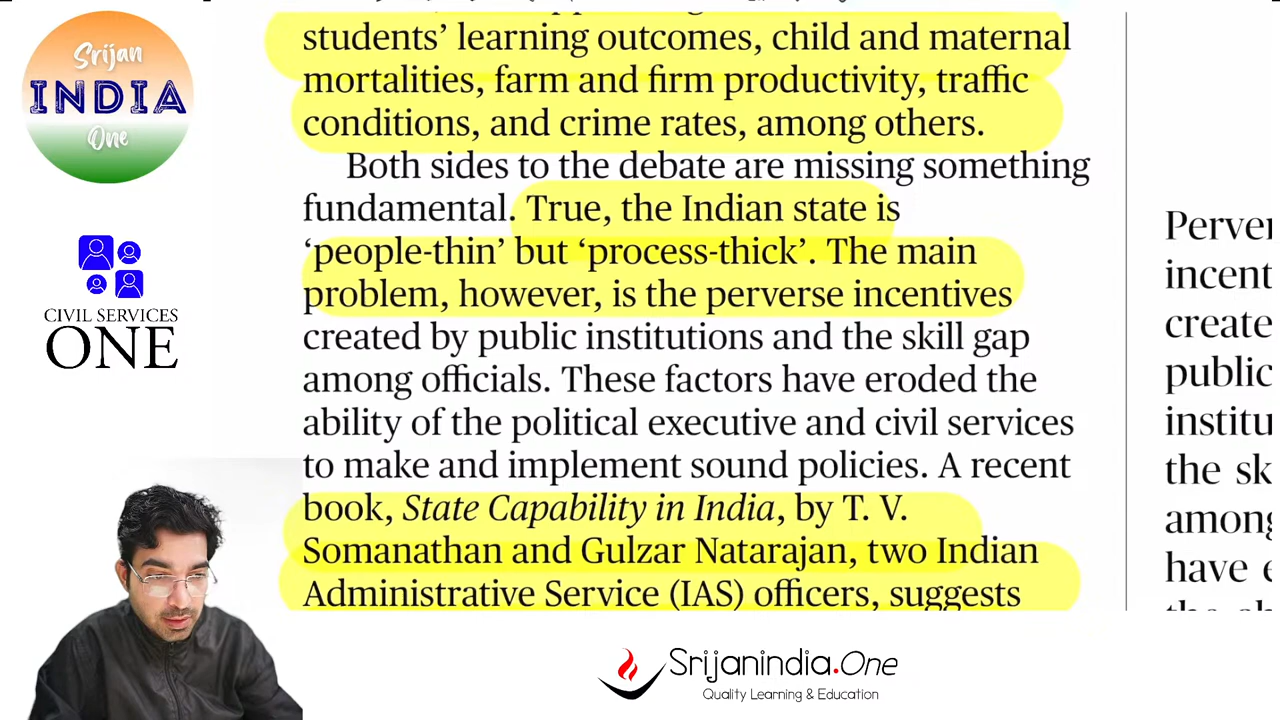 Srijan
INDIA
One
CIVIL SERVICES
ONE
students’ learning outcomes, child and maternal
mortalities, farm and firm productivity, traffic
conditions, and crime rates, among others.
Both sides to the debate are missing something
fundamental. True, the Indian state is
‘people-thin’ but ‘process-thick’. The main
problem, however, is the perverse incentives
created by public institutions and the skill gap
among officials. These factors have eroded the
ability of the political executive and civil services
to make and implement sound policies. A recent
book, State Capability in India, by T. V.
Somanathan and Gulzar Natarajan, two Indian
Administrative Service (IAS) officers, suggests
Perver
incent
create
public
institu
the sk
among
have e
Srijanindia.One
Quality Learning & Education